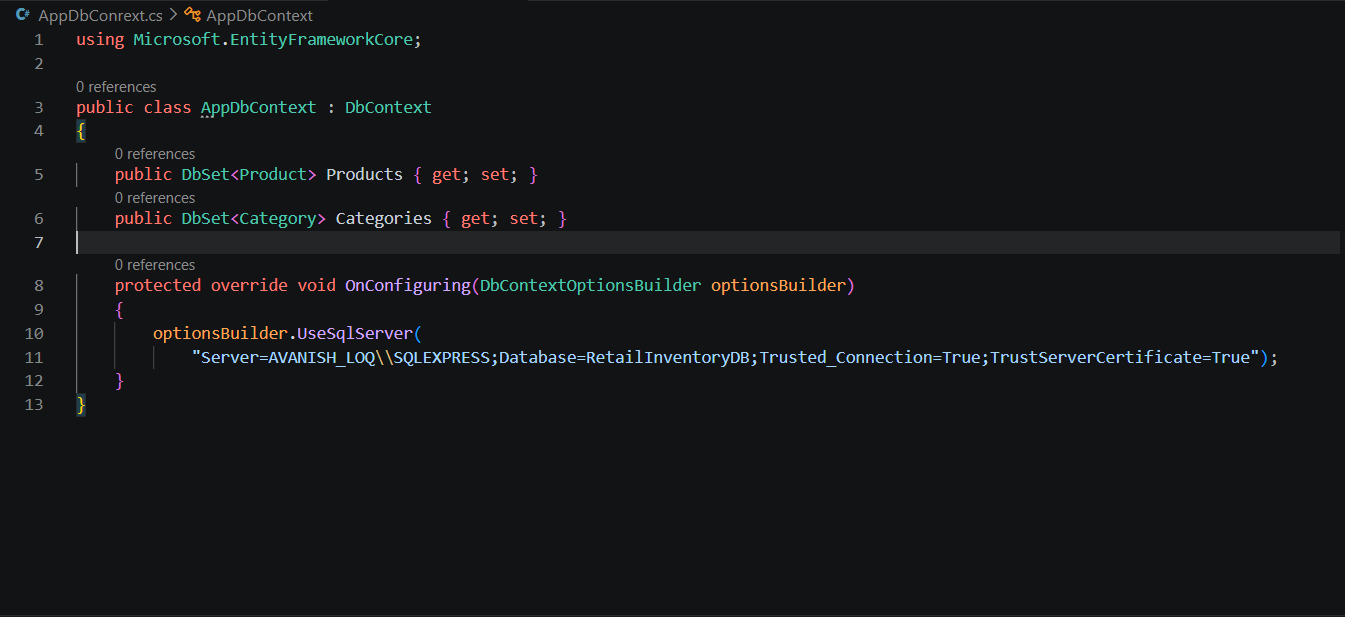 AppDbConrext.cs > AppDbContext
1 using Microsoft.EntityFrameworkCore;
2
0 references
3 public class AppDbContext : DbContext
4 {
0 references
5 public DbSet<Product> Products { get; set; }
0 references
6 public DbSet<Category> Categories { get; set; }
7
0 references
8 protected override void OnConfiguring(DbContextOptionsBuilder optionsBuilder)
9 {
10 optionsBuilder.UseSqlServer(
11 "Server=AVANISH_LOQ\\SQLEXPRESS;Database=RetailInventoryDB;Trusted_Connection=True;TrustServerCertificate=True");
12 }
13 }